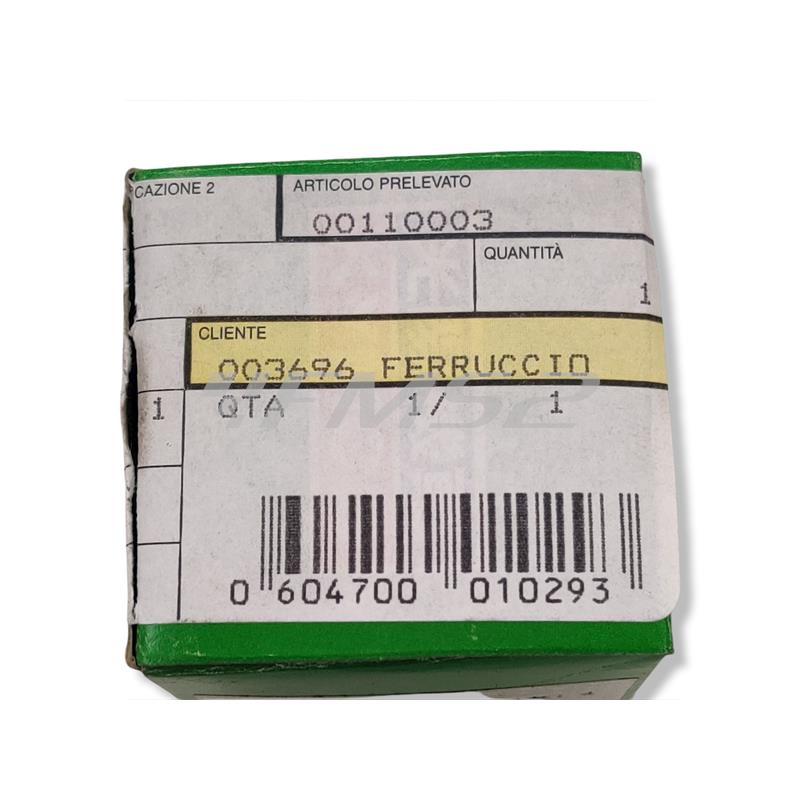 CAZIONE 2
ARTICOLO PRELEVATO
00110003
QUANTITÀ
1
CLIENTE
003696 FERRUCCIO
1 QTA 1/ 1
0 604700 010293